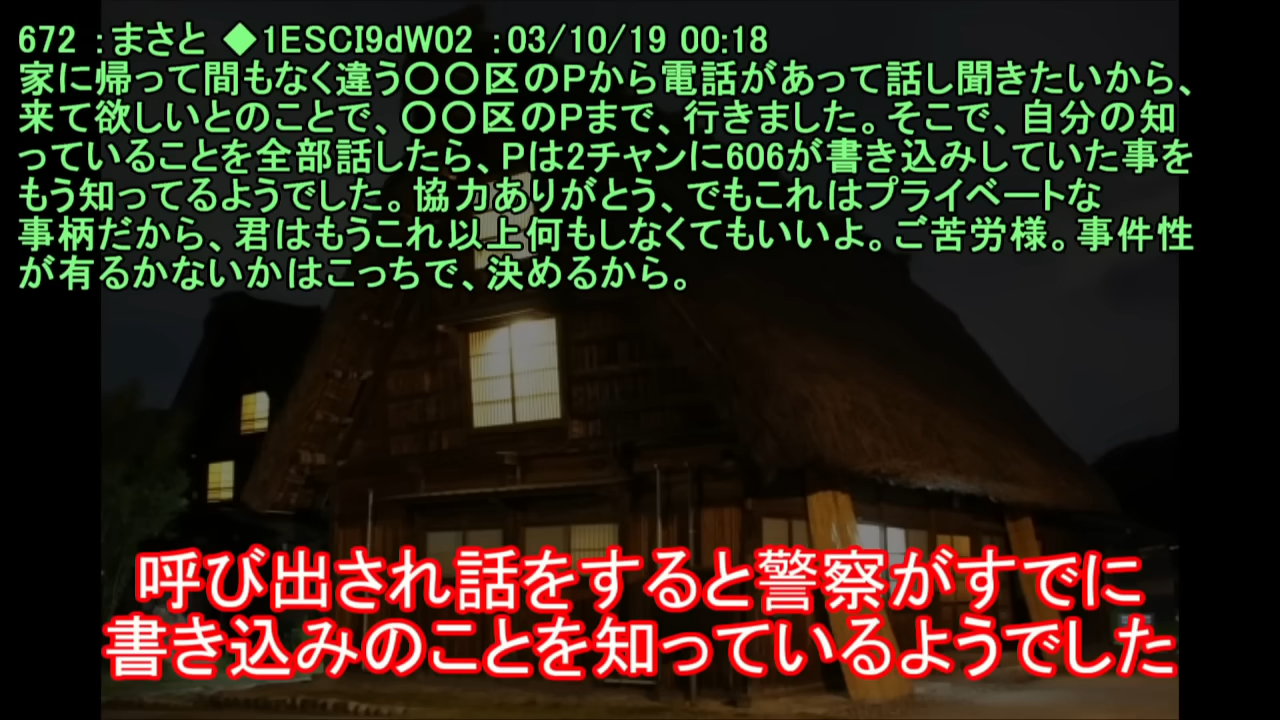 672 :まさと ◆1ESCI9dW02 :03/10/19 00:18
家に帰って間もなく違う〇〇区のPから電話があって話し聞きたいから、
来て欲しいとのことで、〇〇区のPまで、行きました。そこで、自分の知
っていることを全部話したら、Pは2チャンに606が書き込みしていた事を
もう知ってるようでした。協力ありがとう、でもこれはプライベートな
事柄だから、君はもうこれ以上何もしなくてもいいよ。ご苦労様。事件性
が有るかないかはこっちで、決めるから。
呼び出され話をすると警察がすでに
書き込みのことを知っているようでした